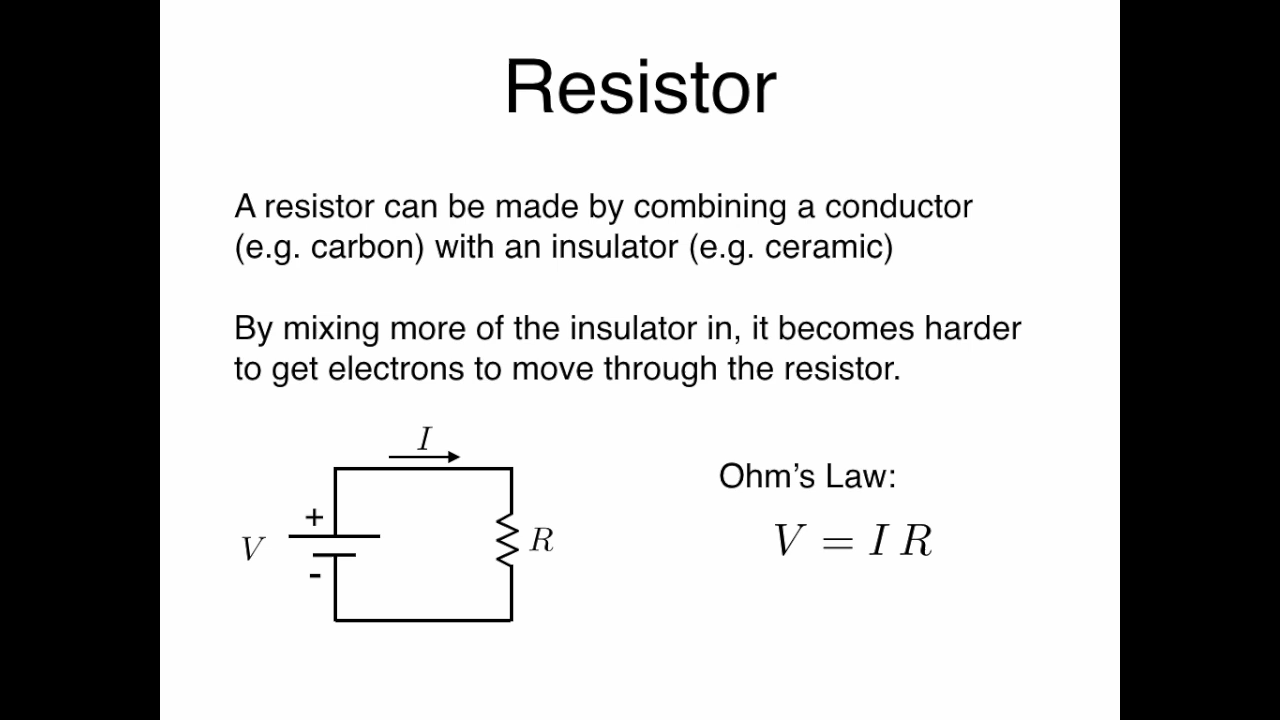 Resistor
A resistor can be made by combining a conductor
(e.g. carbon) with an insulator (e.g. ceramic)
By mixing more of the insulator in, it becomes harder
to get electrons to move through the resistor.
I
+
V
-
R
Ohm’s Law:
V = I R